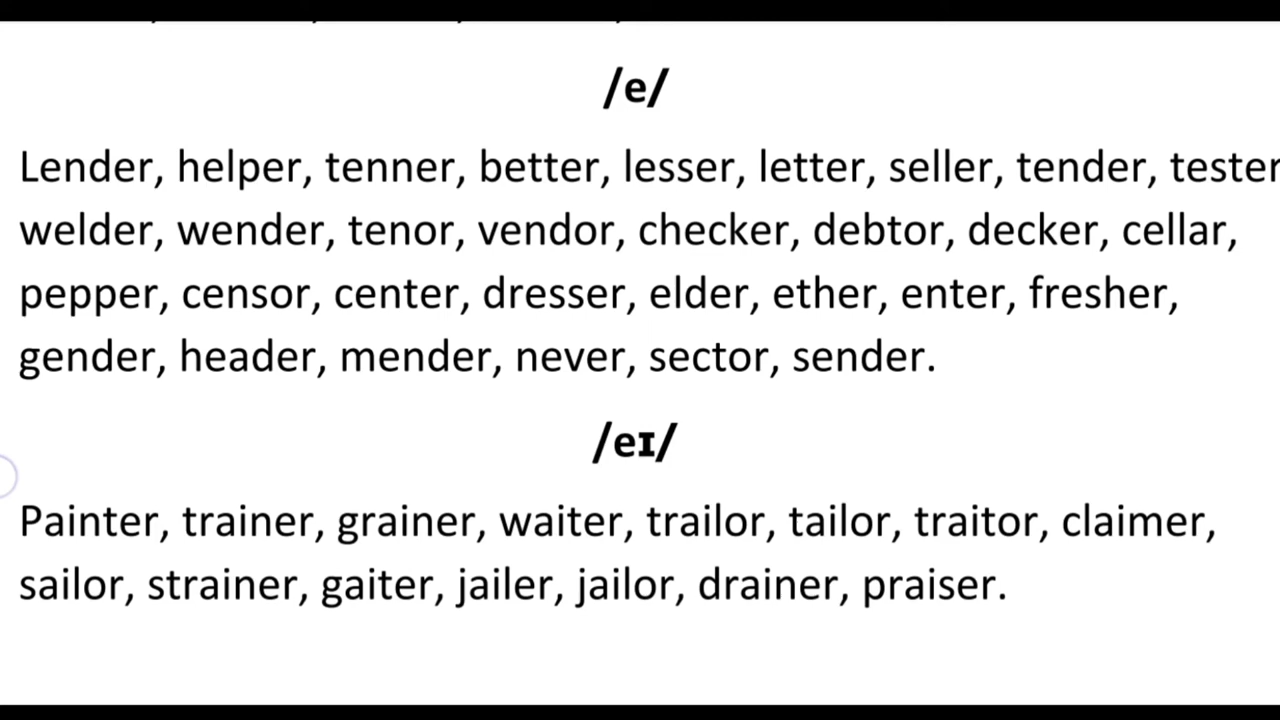 /e/
Lender, helper, tenner, better, lesser, letter, seller, tender, tester
welder, wender, tenor, vendor, checker, debtor, decker, cellar,
pepper, censor, center, dresser, elder, ether, enter, fresher,
gender, header, mender, never, sector, sender.
/eɪ/
Painter, trainer, grainer, waiter, trailor, tailor, traitor, claimer,
sailor, strainer, gaiter, jailer, jailor, drainer, praiser.